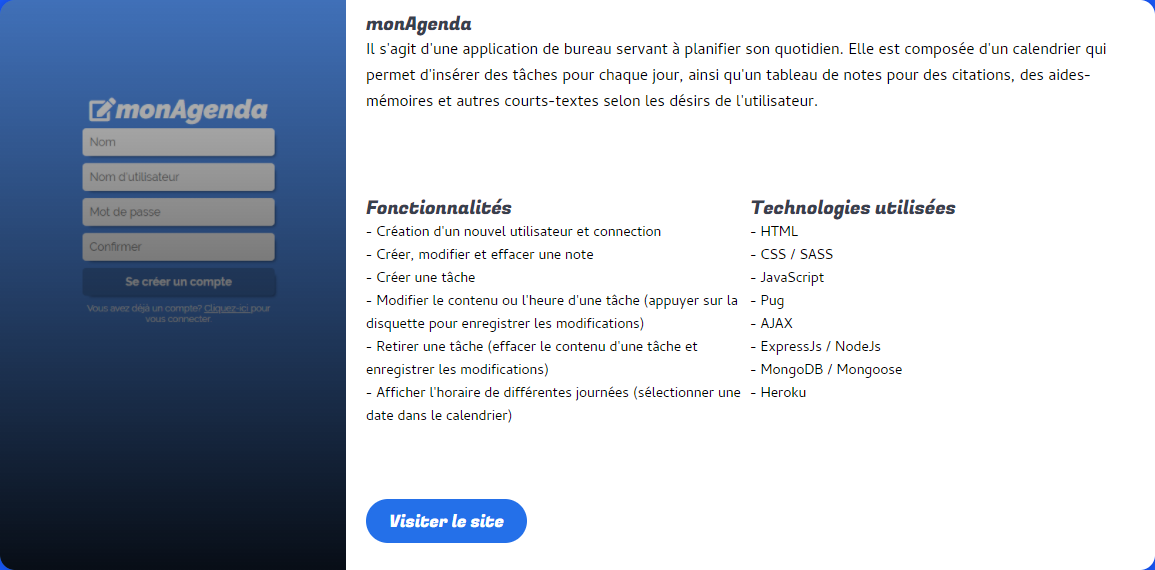 monAgenda
Nom
Nom d'utilisateur
Mot de passe
Confirmer
Se créer un compte
Vous avez déjà un compte? Cliquez-ici pour
vous connecter
monAgenda
Il s'agit d'une application de bureau servant à planifier son quotidien. Elle est composée d'un calendrier qui
permet d'insérer des tâches pour chaque jour, ainsi qu'un tableau de notes pour des citations, des aides-
mémoires et autres courts-textes selon les désirs de l'utilisateur.
Fonctionnalités
- Création d'un nouvel utilisateur et connection
- Créer, modifier et effacer une note
- Créer une tâche
- Modifier le contenu ou l'heure d'une tâche (appuyer sur la
disquette pour enregistrer les modifications)
- Retirer une tâche (effacer le contenu d'une tâche et
enregistrer les modifications)
- Afficher l'horaire de différentes journées (sélectionner une
date dans le calendrier)
Technologies utilisées
- HTML
- CSS / SASS
- JavaScript
- Pug
- AJAX
- ExpressJs / NodeJs
- MongoDB / Mongoose
- Heroku
Visiter le site